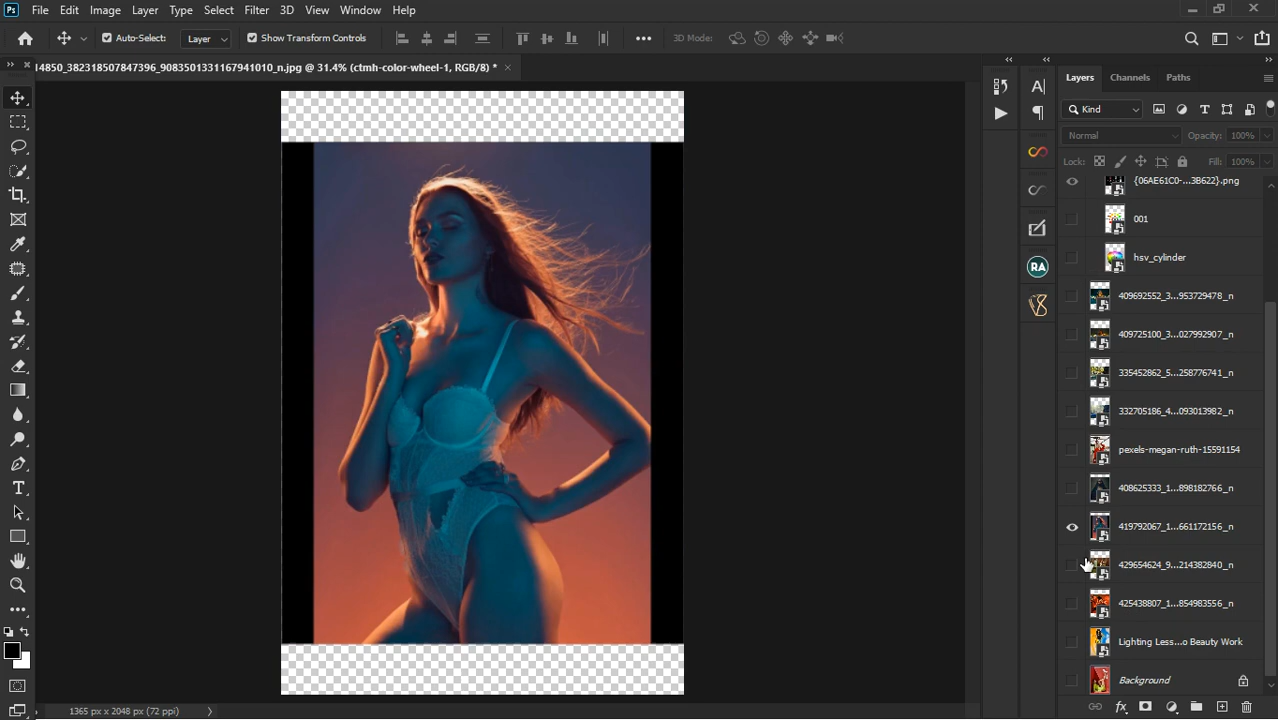 Ps File Edit Image Layer Type Select Filter 3D View Window Help
Auto-Select: Layer Show Transform Controls 3D Mode:
14850_382318507847396_9083501331167941010_n.jpg @ 31.4% (ctmh-color-wheel-1, RGB/8) *
Layers Channels Paths
Kind
Normal Opacity: 100%
Lock: Fill: 100%
{06AE61C0-...3B622}.png
001
hsv_cylinder
409692552_3...953729478_n
409725100_3...027992907_n
335452862_5...258776741_n
332705186_4...093013982_n
pexels-megan-ruth-15591154
408625333_1...898182766_n
419792067_1...661172156_n
429654624_9...214382840_n
425438807_1...854983556_n
Lighting Less...o Beauty Work
Background
RA
1365 px x 2048 px (72 ppi)